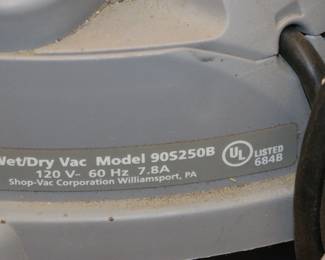 Wet/Dry Vac Model 90S250B
120 V~ 60 Hz 7.8A
Shop-Vac Corporation Williamsport, PA
UL LISTED
684B